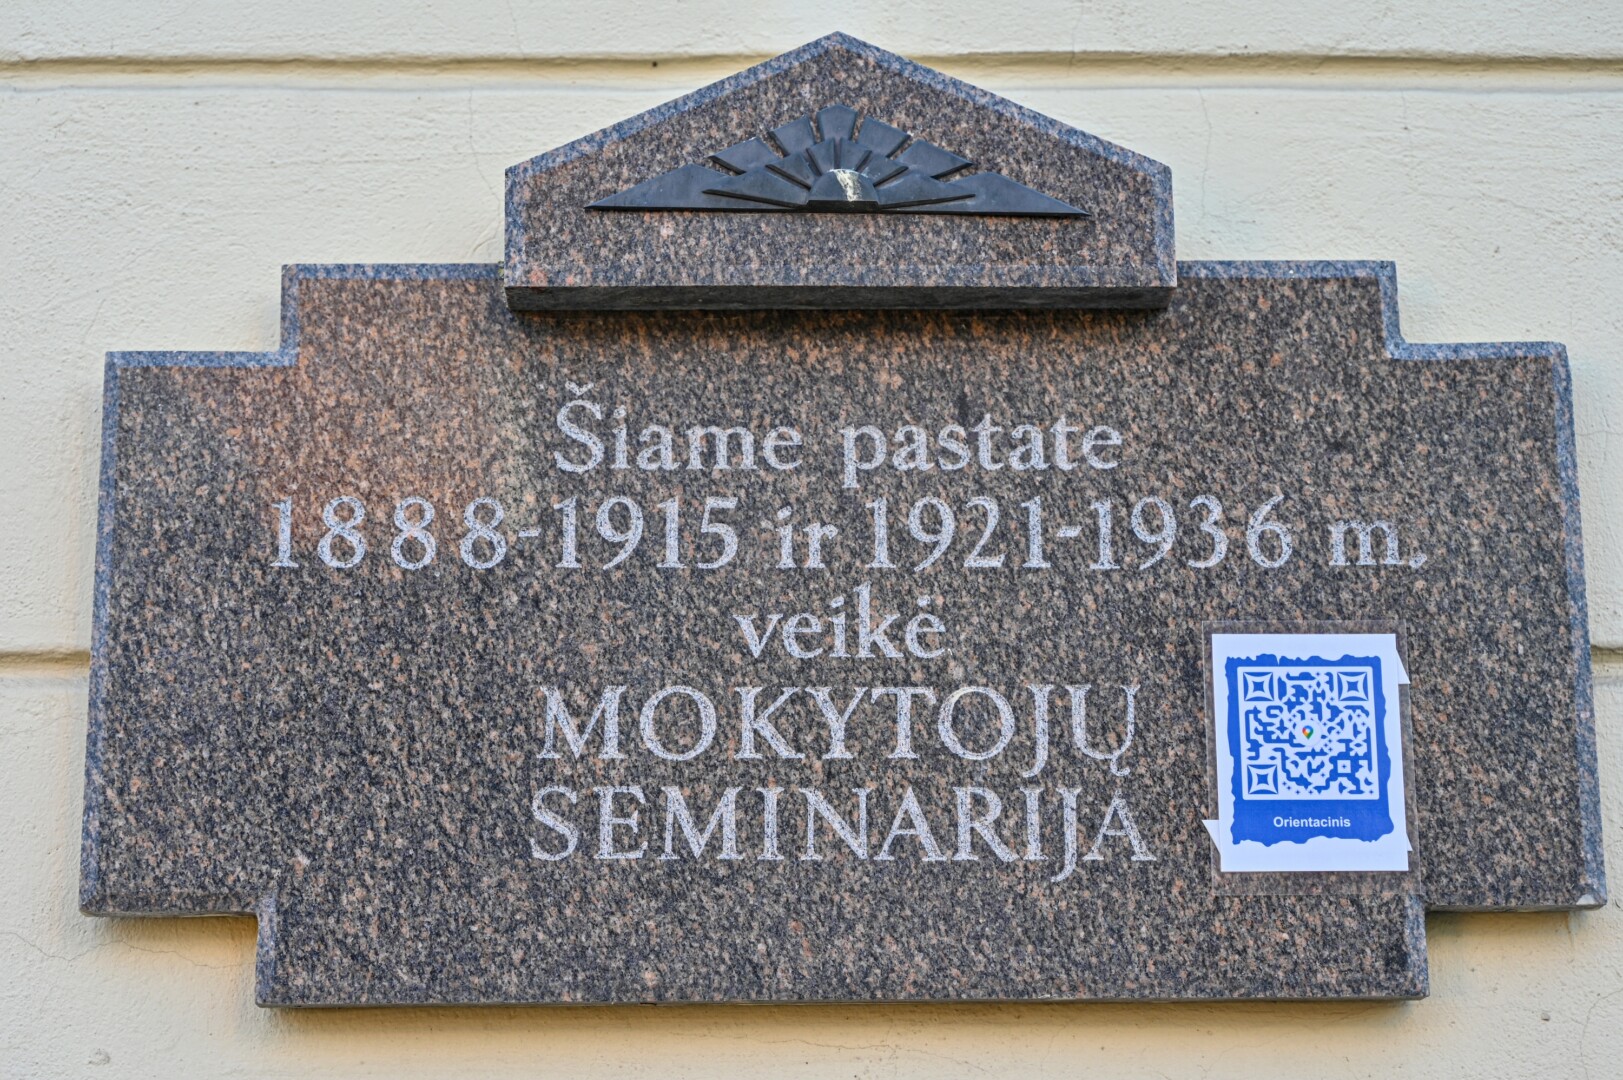 Šiame pastate
1888-1915 ir 1921-1936 m.
veikė
MOKYTOJŲ
SEMINARIJA
Orientacinis